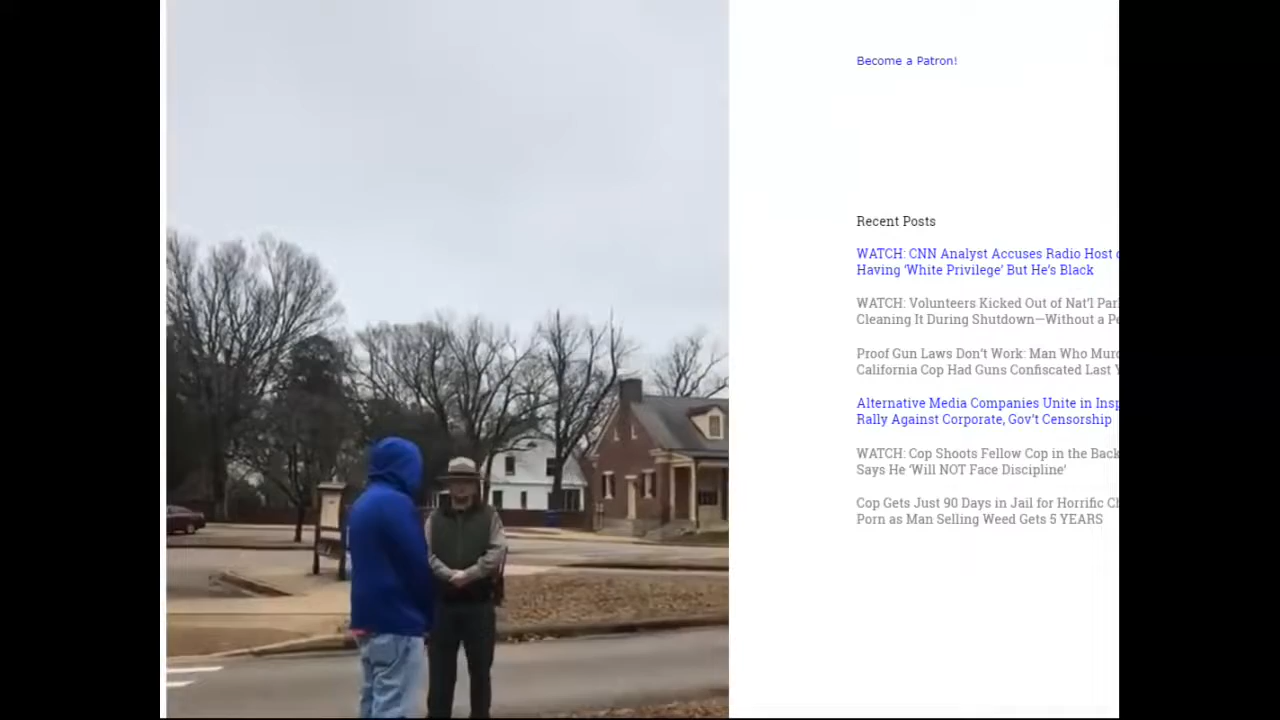 Become a Patron!
Recent Posts
WATCH: CNN Analyst Accuses Radio Host
Having ‘White Privilege’ But He’s Black
WATCH: Volunteers Kicked Out of Nat’l
Cleaning It During Shutdown—Without a
Proof Gun Laws Don’t Work: Man Who
California Cop Had Guns Confiscated Last
Alternative Media Companies Unite in
Rally Against Corporate, Gov’t Censorship
WATCH: Cop Shoots Fellow Cop in the Back
Says He ‘Will NOT Face Discipline’
Cop Gets Just 90 Days in Jail for Horrific
Porn as Man Selling Weed Gets 5 YEARS